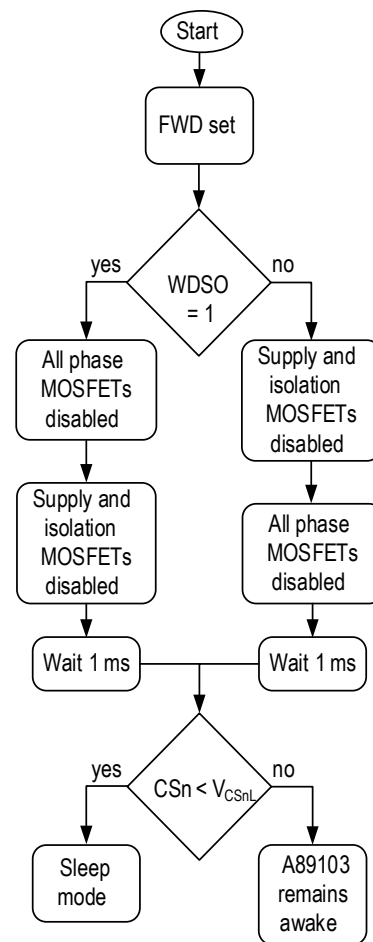 Start
FWD set
yes
no
WDSO
= 1
All phase
MOSFETs
disabled
Supply and
isolation
MOSFETs
disabled
Supply and
isolation
MOSFETs
disabled
All phase
MOSFETs
disabled
Wait 1 ms
Wait 1 ms
yes
no
CSn < VCSnL
Sleep
mode
A89103
remains
awake